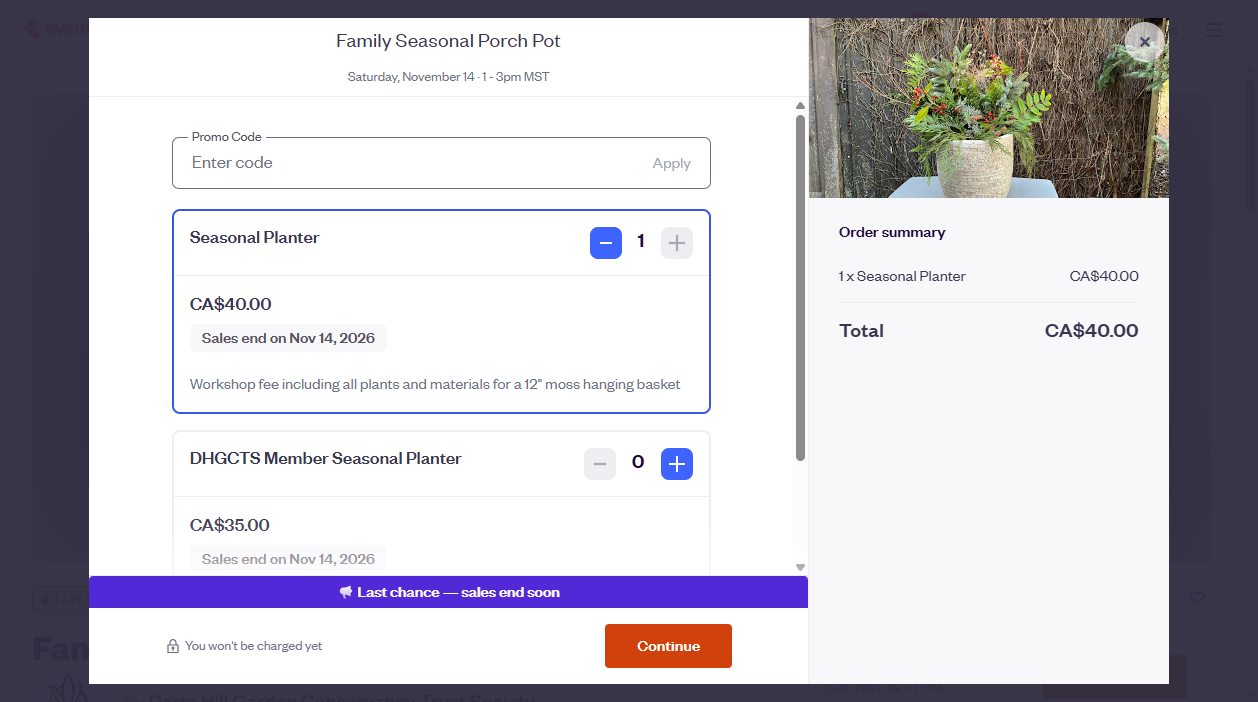 Family Seasonal Porch Pot
Saturday, November 14 · 1 - 3pm MST
Promo Code
Enter code
Apply
Seasonal Planter
1
CA$40.00
Sales end on Nov 14, 2026
Workshop fee including all plants and materials for a 12" moss hanging basket
DHGCTS Member Seasonal Planter
0
CA$35.00
Sales end on Nov 14, 2026
Last chance — sales end soon
You won't be charged yet
Continue
Order summary
1 x Seasonal Planter CA$40.00
Total CA$40.00
FEW
Fam